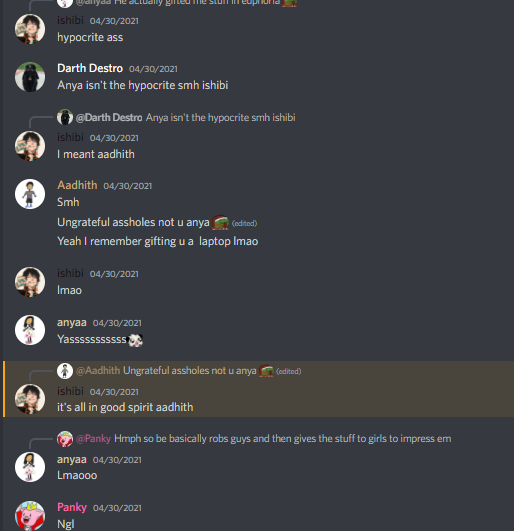 @anyaa He actually gifted me stuff in euphoria
ishibi 04/30/2021
hypocrite ass
Darth Destro 04/30/2021
Anya isn't the hypocrite smh ishibi
@Darth Destro Anya isn't the hypocrite smh ishibi
ishibi 04/30/2021
I meant aadhith
Aadhith 04/30/2021
Smh
Ungrateful assholes not u anya (edited)
Yeah I remember gifting u a laptop lmao
ishibi 04/30/2021
lmao
anyaa 04/30/2021
Yasssssssssss
@Aadhith Ungrateful assholes not u anya (edited)
ishibi 04/30/2021
it's all in good spirit aadhith
@Panky Hmph so be basically robs guys and then gives the stuff to girls to impress em
anyaa 04/30/2021
Lmaooo
Panky 04/30/2021
Ngl